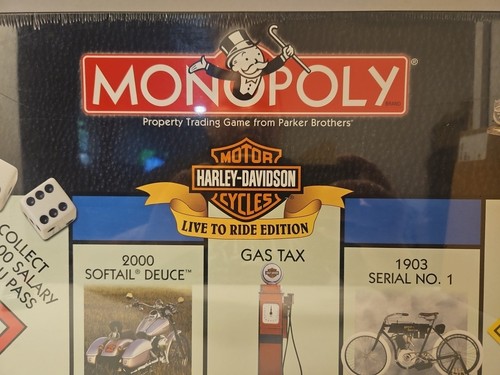 MONOPOLY®
Property Trading Game from Parker Brothers™
MOTOR
HARLEY-DAVIDSON
CYCLES
LIVE TO RIDE EDITION
COLLECT
00 SALARY
U PASS
2000
SOFTAIL® DEUCE™
GAS TAX
1903
SERIAL NO. 1